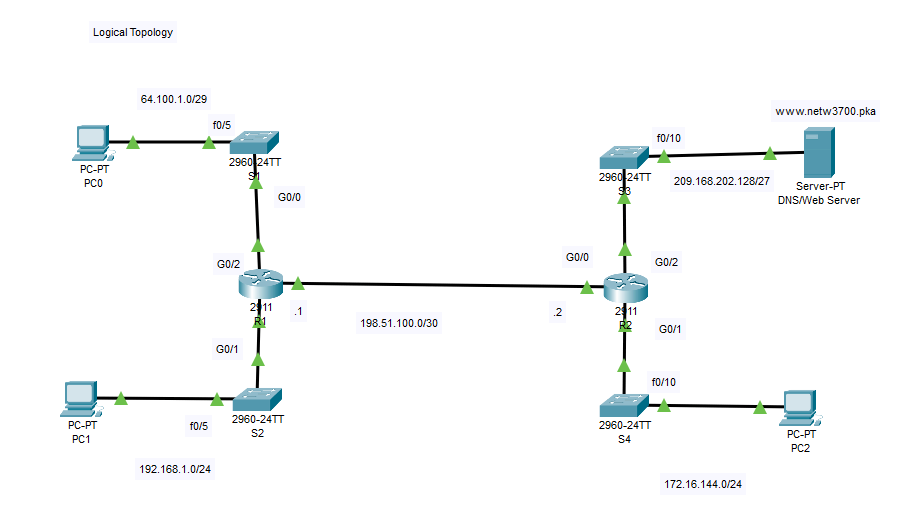 Logical Topology
64.100.1.0/29
f0/5
PC-PT
PC0
2960-24TT
S1
G0/0
G0/2
2911
R1
.1
G0/1
198.51.100.0/30
PC-PT
PC1
f0/5
2960-24TT
S2
192.168.1.0/24
www.netw3700.pka
f0/10
2960-24TT
S3
209.168.202.128/27
Server-PT
DNS/Web Server
G0/0
G0/2
2911
R2
.2
G0/1
f0/10
2960-24TT
S4
PC-PT
PC2
172.16.144.0/24